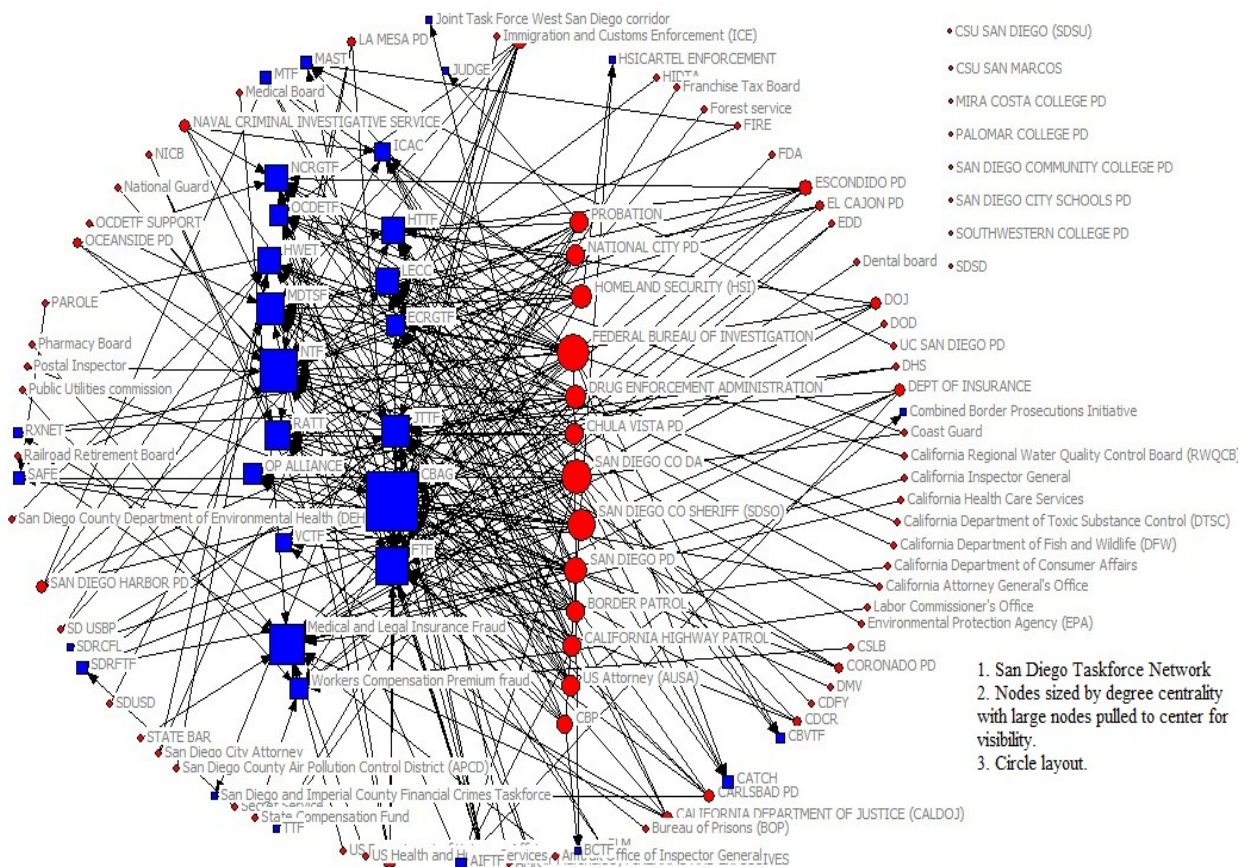 Joint Task Force West San Diego corridor
LA MESA PD
Immigration and Customs Enforcement (ICE)
CSU SAN DIEGO (SDSU)
MAST
HSICARTEL ENFORCEMENT
MTF
JUDGE
HIDTA
CSU SAN MARCOS
Medical Board
Franchise Tax Board
MIRA COSTA COLLEGE PD
Forest service
NAVAL CRIMINAL INVESTIGATIVE SERVICE
FIRE
PALOMAR COLLEGE PD
NICB
ICAC
FDA
SAN DIEGO COMMUNITY COLLEGE PD
NCRGTF
National Guard
ESCONDIDO PD
SAN DIEGO CITY SCHOOLS PD
EL CAJON PD
OCDETF SUPPORT
OCDETF
HTTF
PROBATION
EDD
SOUTHWESTERN COLLEGE PD
OCEANSIDE PD
NATIONAL CITY PD
HWET
Dental board
SDSD
LECC
HOMELAND SECURITY (HSI)
PAROLE
MDTSF
DOJ
ECRGTF
DOD
Pharmacy Board
FEDERAL BUREAU OF INVESTIGATION
UC SAN DIEGO PD
Postal Inspector
NTF
DHS
Public Utilities commission
DRUG ENFORCEMENT ADMINISTRATION
DEPT OF INSURANCE
Combined Border Prosecutions Initiative
RXNET
RATT
JTTF
CHULA VISTA PD
Coast Guard
Railroad Retirement Board
California Regional Water Quality Control Board (RWQCB)
SAFE
OP ALLIANCE
CBAG
SAN DIEGO CO DA
California Inspector General
California Health Care Services
San Diego County Department of Environmental Health (DEH
SAN DIEGO CO SHERIFF (SDSO)
California Department of Toxic Substance Control (DTSC)
VCTF
California Department of Fish and Wildlife (DFW)
FTF
SAN DIEGO PD
California Department of Consumer Affairs
SAN DIEGO HARBOR PD
California Attorney General's Office
BORDER PATROL
Labor Commissioner's Office
SD USBP
Medical and Legal Insurance Fraud
Environmental Protection Agency (EPA)
SDRCFL
CALIFORNIA HIGHWAY PATROL
CSLB
SDRFTF
CORONADO PD
Workers Compensation Premium fraud
US Attorney (AUSA)
DMV
SDUSD
CDFY
CBP
CDCR
STATE BAR
CBVTF
San Diego City Attorney
San Diego County Air Pollution Control District (APCD)
CATCH
San Diego and Imperial County Financial Crimes Taskforce
CARLSBAD PD
Secret Service
State Compensation Fund
CALIFORNIA DEPARTMENT OF JUSTICE (CALDOJ)
TTF
Bureau of Prisons (BOP)
BCTF
US Health and Human Services
AIFTF
Amtrak Office of Inspector General
1. San Diego Taskforce Network
2. Nodes sized by degree centrality
with large nodes pulled to center for
visibility.
3. Circle layout.